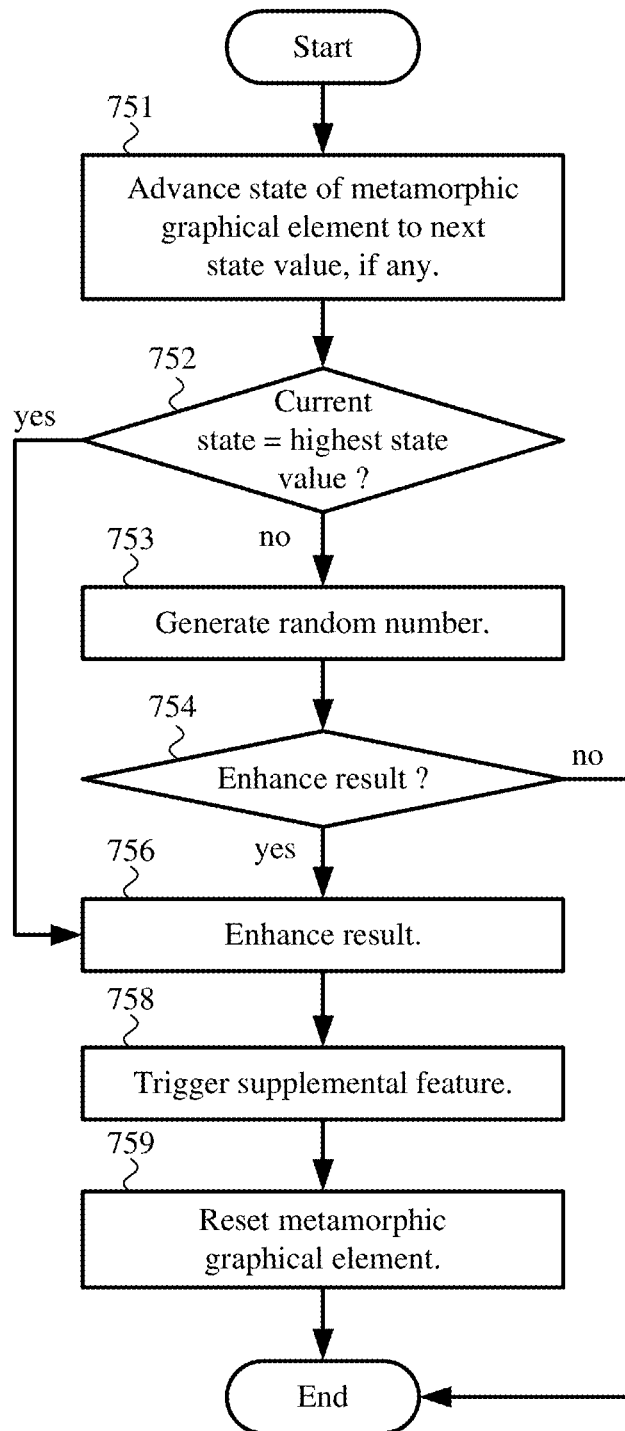 Start
751
Advance state of metamorphic
graphical element to next
state value, if any.
752
Current
state = highest state
value ?
yes
no
753
Generate random number.
754
Enhance result ?
no
yes
756
Enhance result.
758
Trigger supplemental feature.
759
Reset metamorphic
graphical element.
End